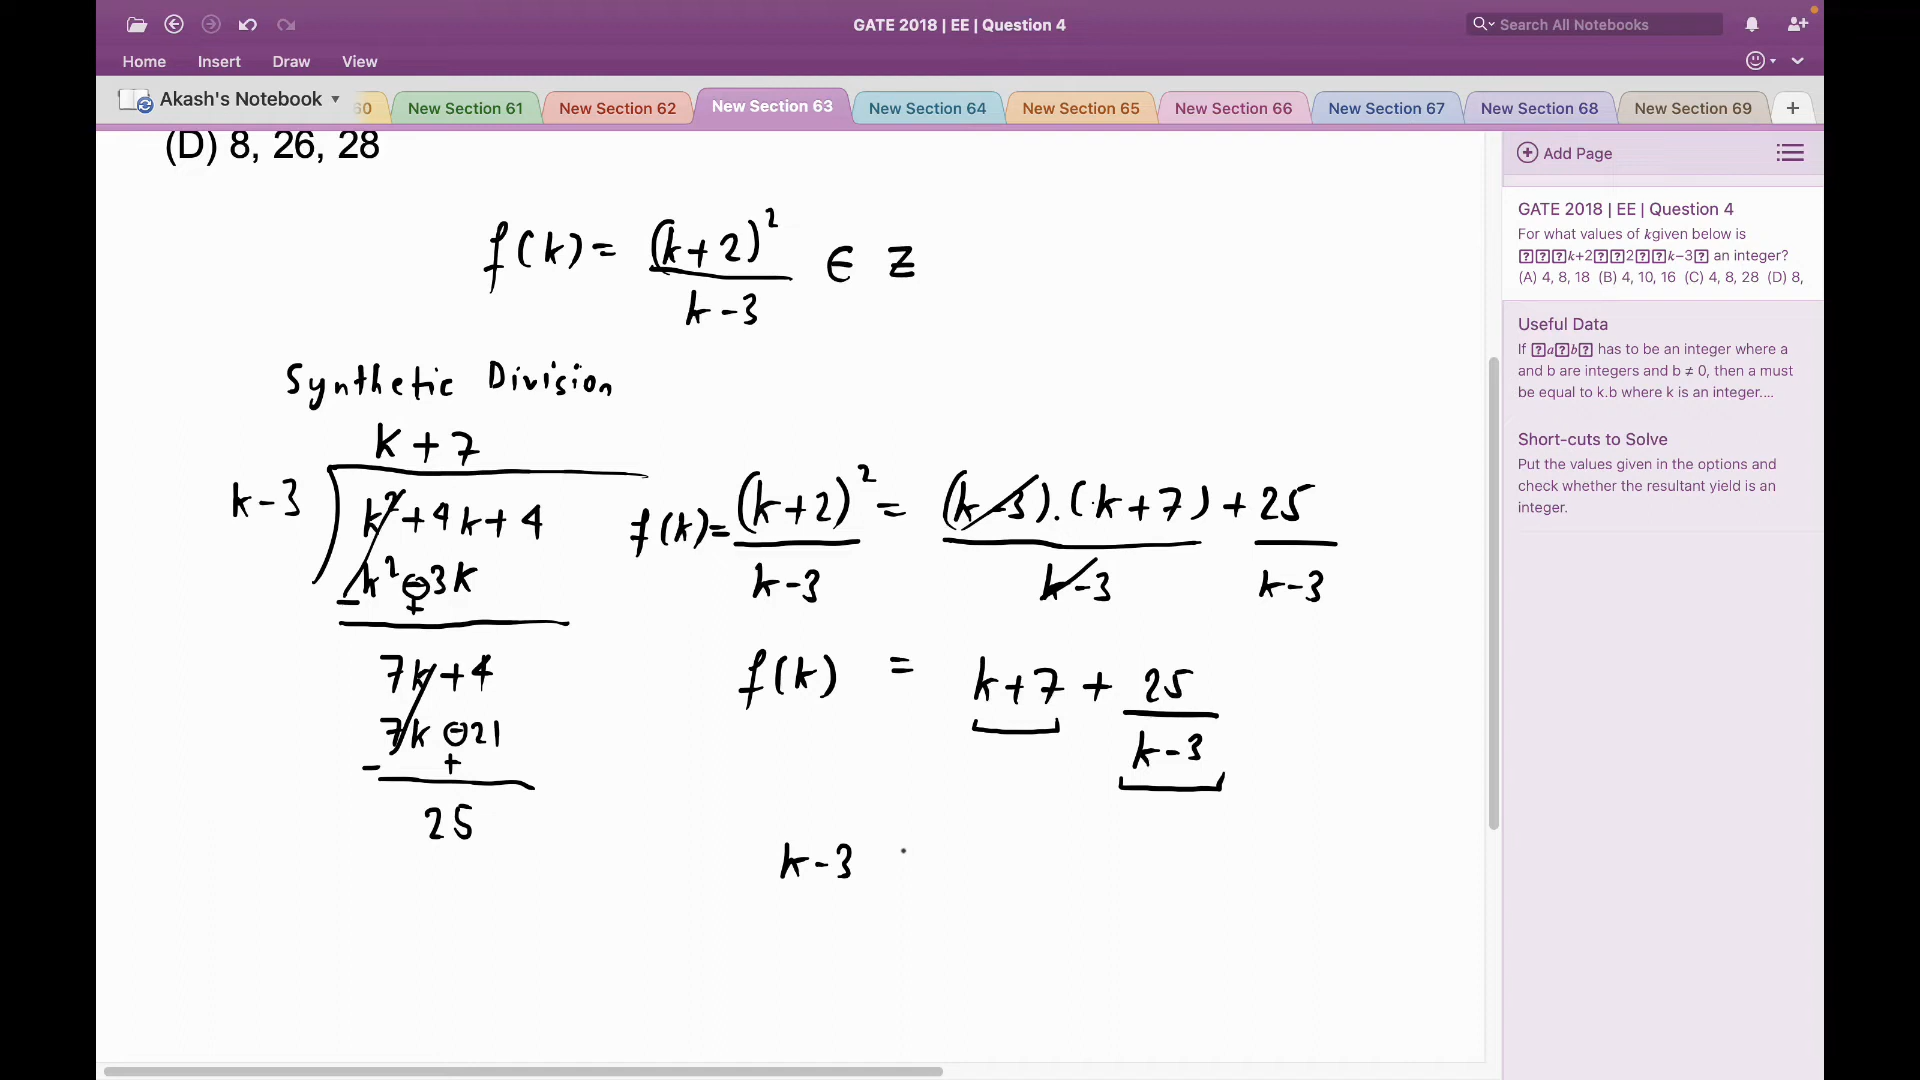 GATE 2018 | EE | Question 4
Search All Notebooks
Home Insert Draw View
Akash's Notebook
60 New Section 61 New Section 62 New Section 63 New Section 64 New Section 65 New Section 66 New Section 67 New Section 68 New Section 69 +
(D) 8, 26, 28
f(k) = (k+2)² / k-3 ∈ Z
Synthetic Division
k + 7
k-3 k²+4k+4
k² - 3k
+
7k+4
7k - 21
- +
25
f(k) = (k+2)² / k-3 = (k-3).(k+7) / k-3 + 25 / k-3
f(k) = k+7 + 25 / k-3
k-3
Add Page
GATE 2018 | EE | Question 4
For what values of 𝑘given below is
⍰⍰⍰𝑘+2⍰⍰2⍰⍰𝑘−3⍰ an integer?
(A) 4, 8, 18 (B) 4, 10, 16 (C) 4, 8, 28 (D) 8,
Useful Data
If ⍰𝑎⍰𝑏⍰ has to be an integer where a
and b are integers and b ≠ 0, then a must
be equal to k.b where k is an integer....
Short-cuts to Solve
Put the values given in the options and
check whether the resultant yield is an
integer.